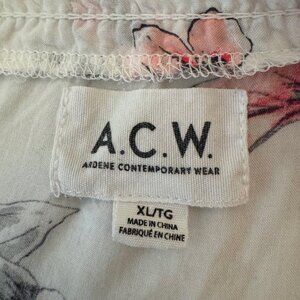 A.C.W.
ARDENE CONTEMPORARY WEAR
XL/TG
MADE IN CHINA
FABRIQUÉ EN CHINE